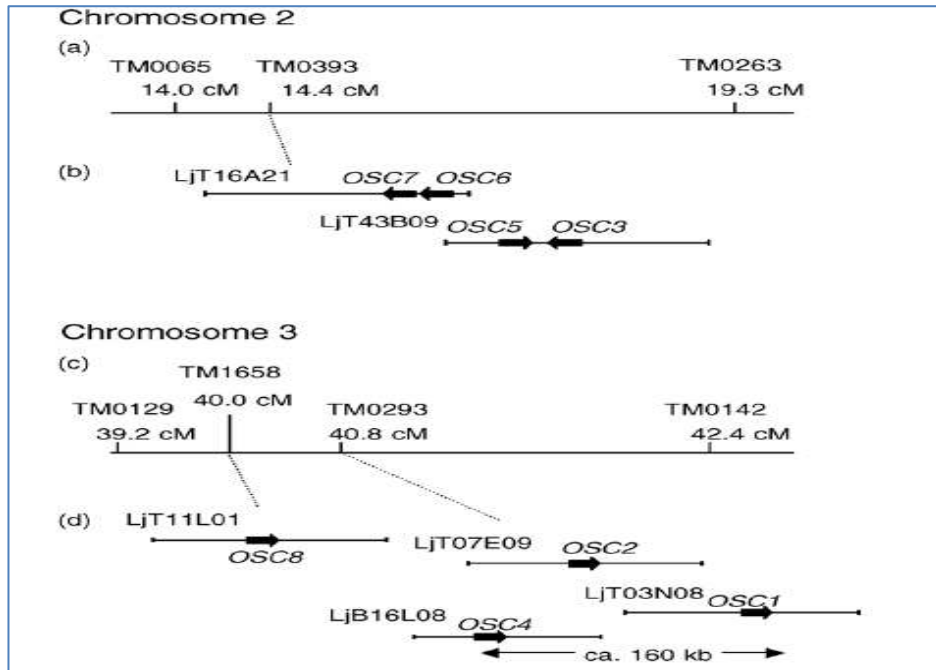 Chromosome 2
(a)
TM0065 TM0393 TM0263
14.0 cM 14.4 cM 19.3 cM
(b)
LjT16A21 OSC7 OSC6
LjT43B09 OSC5 OSC3
Chromosome 3
(c)
TM1658
40.0 cM
TM0129 TM0293 TM0142
39.2 cM 40.8 cM 42.4 cM
(d)
LjT11L01
OSC8
LjT07E09 OSC2
LjT03N08 OSC1
LjB16L08 OSC4
ca. 160 kb